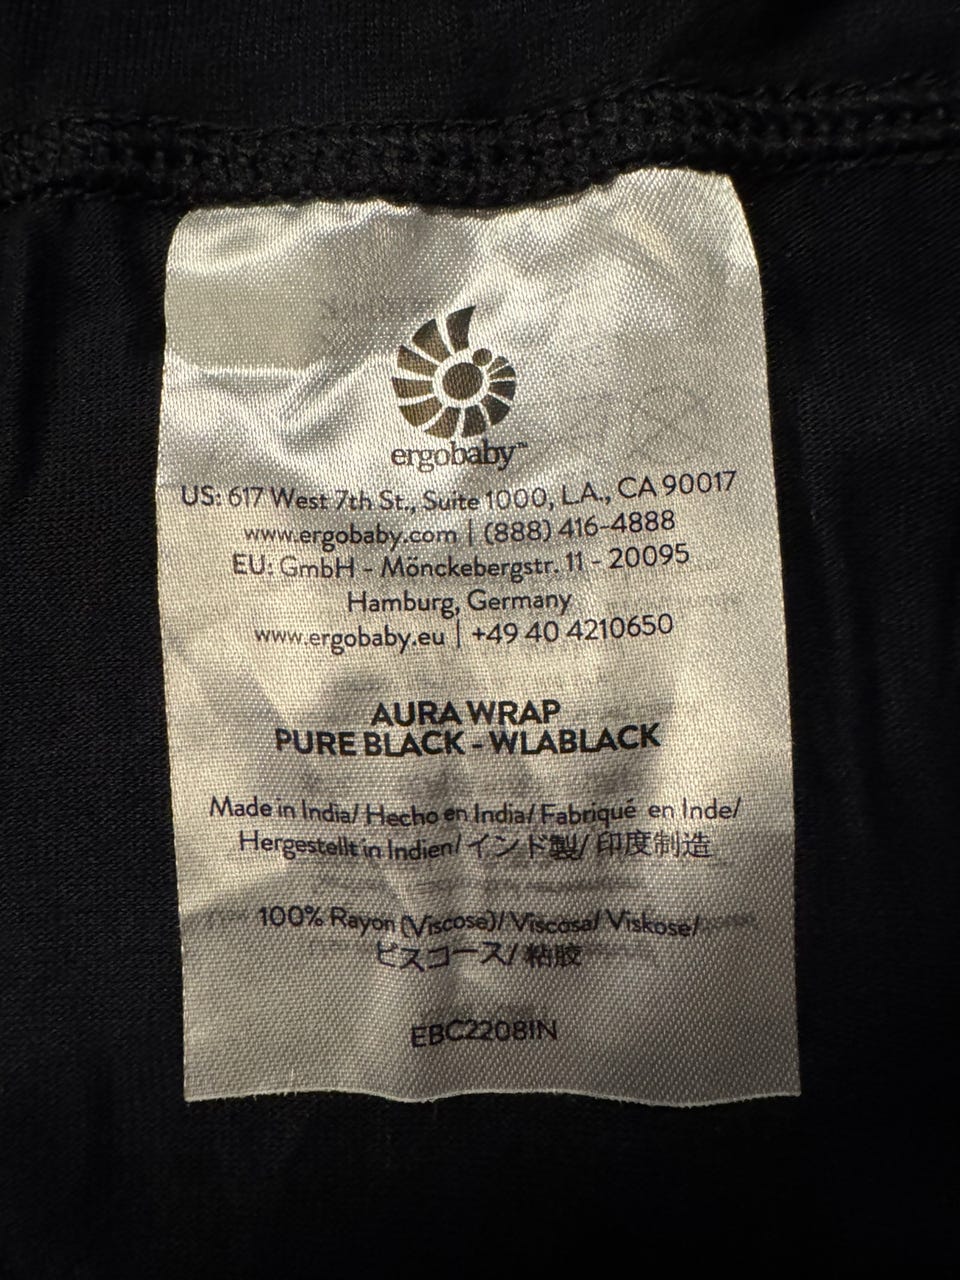 ergobaby™
US: 617 West 7th St., Suite 1000, L.A., CA 90017
www.ergobaby.com | (888) 416-4888
EU: GmbH - Mönckebergstr. 11 - 20095
Hamburg, Germany
www.ergobaby.eu | +49 40 4210650
AURA WRAP
PURE BLACK - WLABLACK
Made in India/ Hecho en India/ Fabriqué en Inde/
Hergestellt in Indien/ インド製/ 印度制造
100% Rayon (Viscose)/ Viscosa/ Viskose/
ビスコース/ 粘胶
EBC2208IN